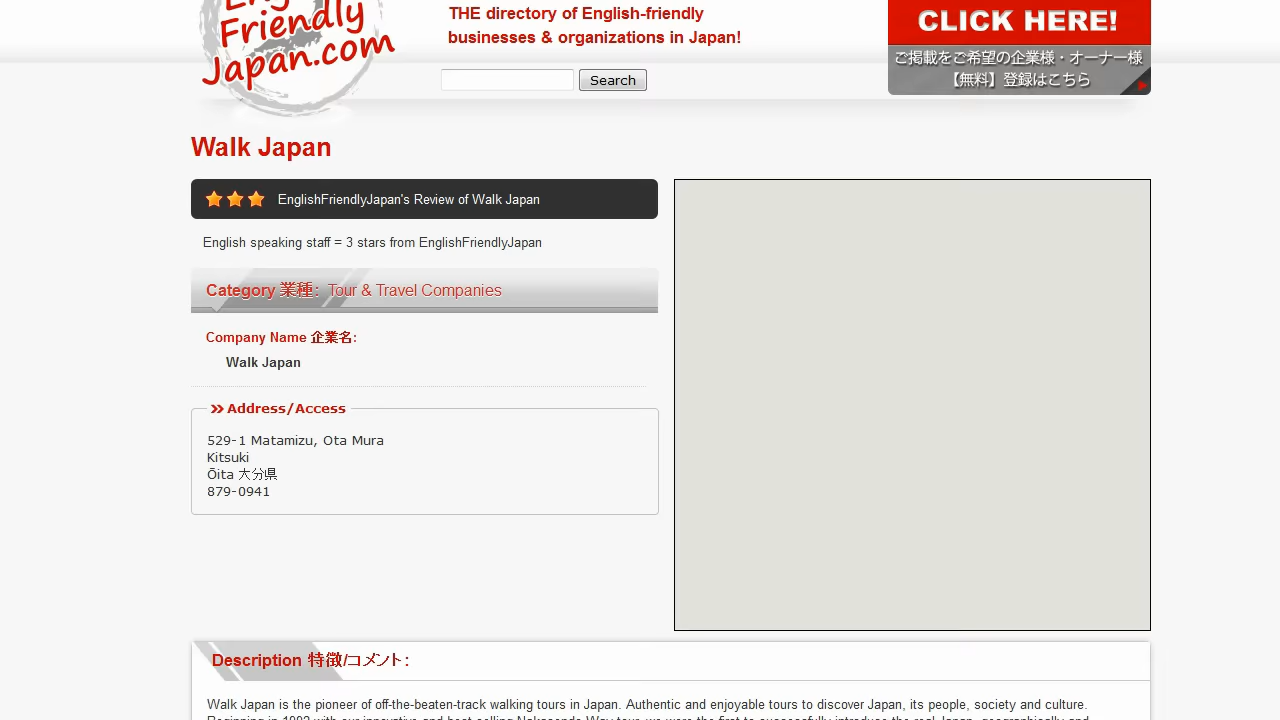 Friendly
Japan.com
THE directory of English-friendly
businesses & organizations in Japan!
Search
CLICK HERE!
ご掲載をご希望の企業様・オーナー様
【無料】登録はこちら
Walk Japan
EnglishFriendlyJapan's Review of Walk Japan
English speaking staff = 3 stars from EnglishFriendlyJapan
Category 業種: Tour & Travel Companies
Company Name 企業名:
Walk Japan
Address/Access
529-1 Matamizu, Ota Mura
Kitsuki
Ōita 大分県
879-0941
Description 特徴/コメント:
Walk Japan is the pioneer of off-the-beaten-track walking tours in Japan. Authentic and enjoyable tours to discover Japan, its people, society and culture.